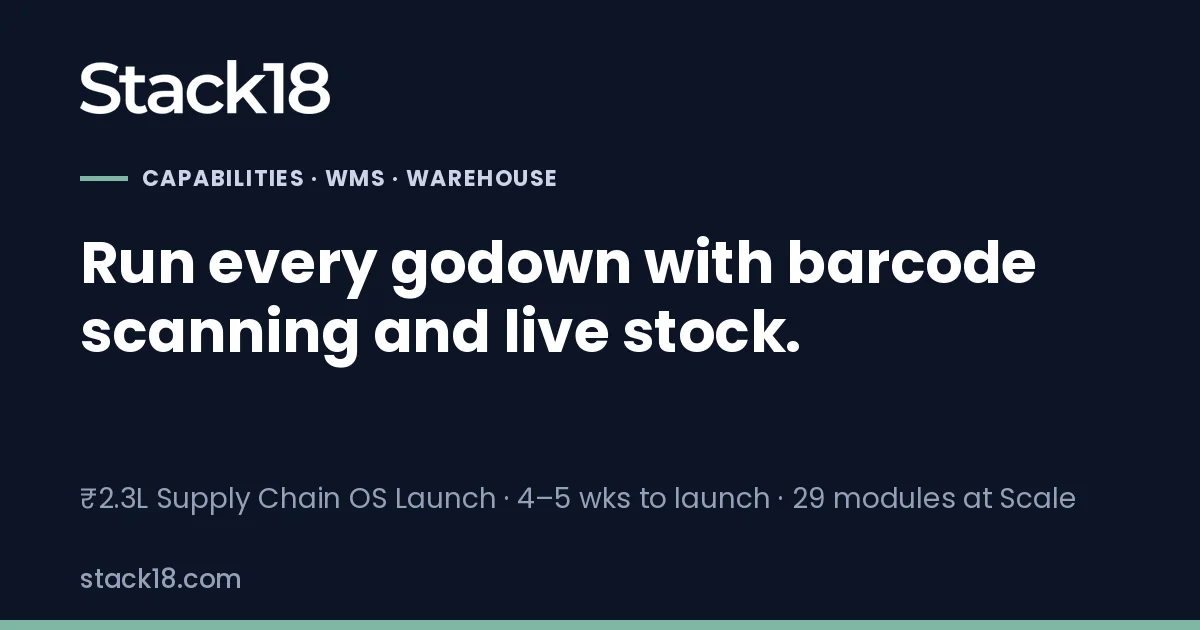 Stack18
CAPABILITIES · WMS · WAREHOUSE
Run every godown with barcode
scanning and live stock.
₹2.3L Supply Chain OS Launch · 4–5 wks to launch · 29 modules at Scale
stack18.com